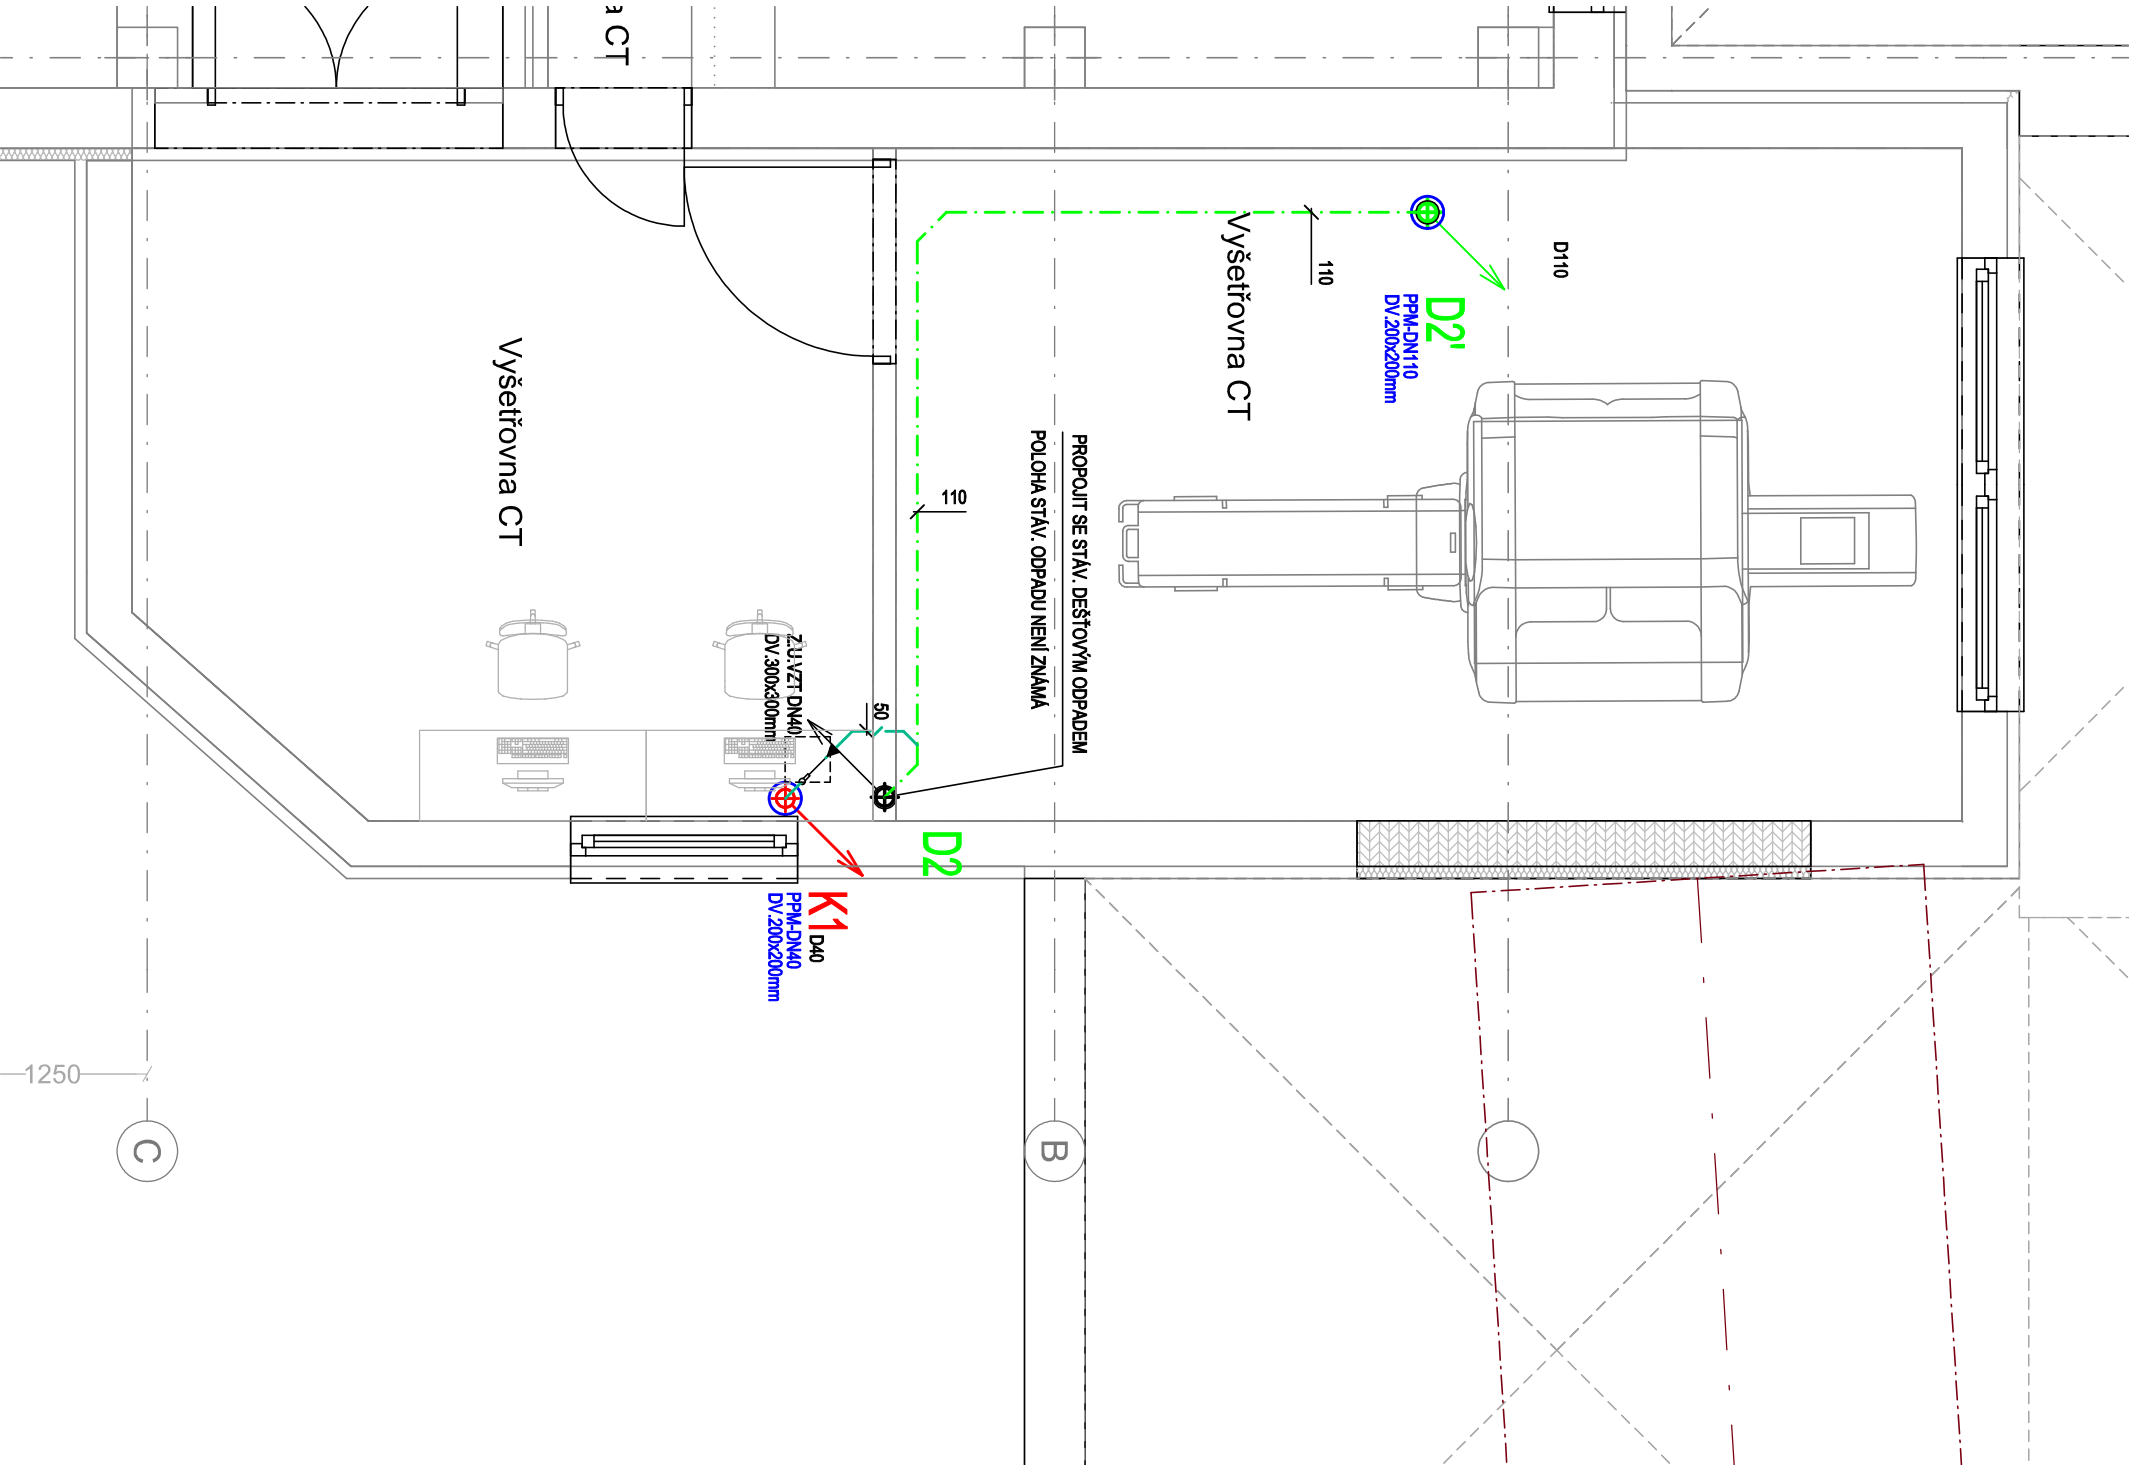 a CT
Vyšetřovna CT
Vyšetřovna CT
D110
110
D2'
PPM-DN110
DV.200x200mm
110
PROPOJIT SE STÁV. DEŠŤOVÝM ODPADEM
POLOHA STÁV. ODPADU NENÍ ZNÁMÁ
Z.U.VZT DN40
DV.300x300mm
50
D2
K1
D40
PPM-DN40
DV.200x200mm
1250
C
B